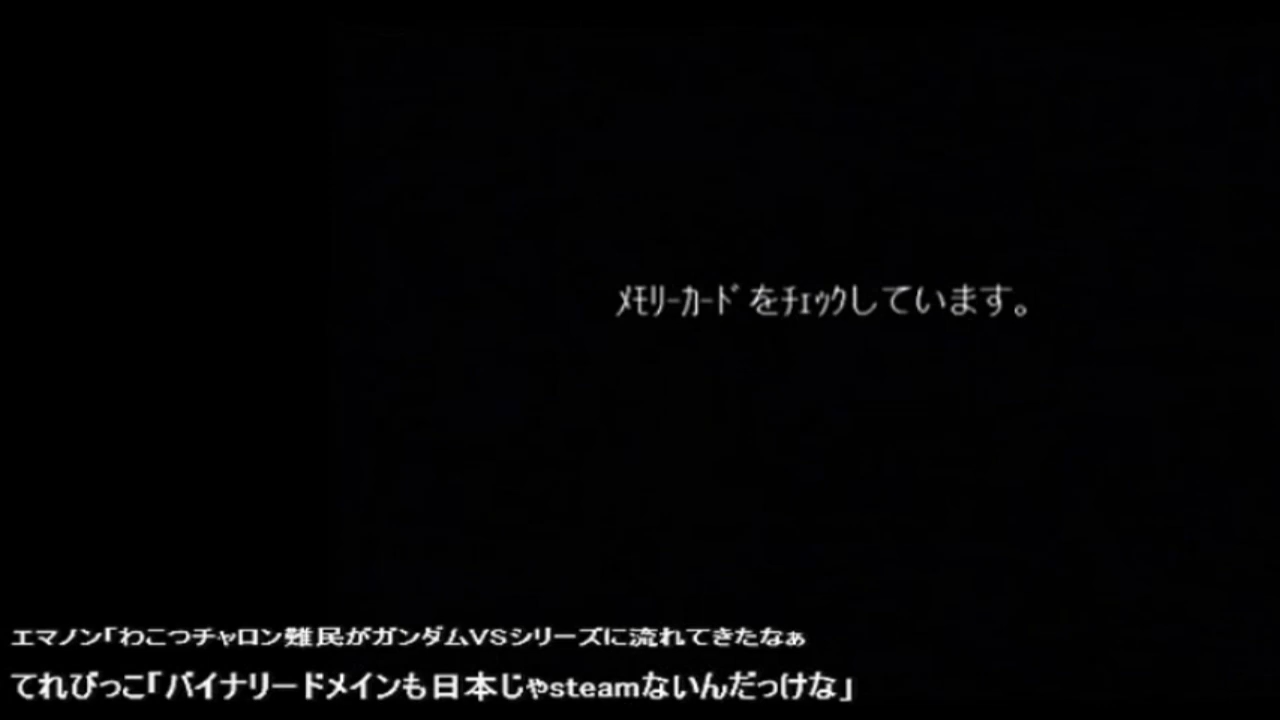 ﾒﾓﾘｰｶｰﾄﾞをﾁｪｯｸしています。
エマノン「わこつチャロン難民がガンダムVSシリーズに流れてきたなぁ
てれびっこ「バイナリードメインも日本じゃsteamないんだっけな」